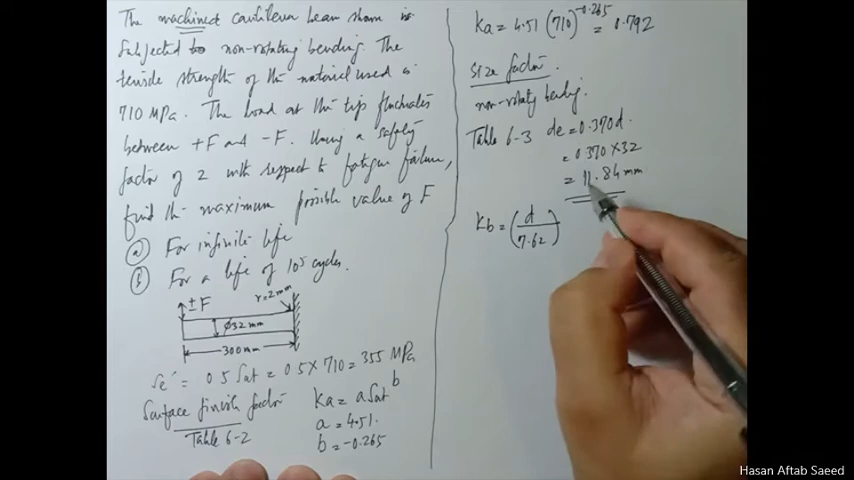 The machined cantilever beam shown is
subjected to non-rotating bending. The
tensile strength of the material used is
710 MPa. The load at the tip fluctuates
between +F and -F. Using a safety
factor of 2 with respect to fatigue failure,
find the maximum possible value of F
(a) For infinite life
(b) For a life of 10⁵ cycles.
± F
r=2mm
φ32 mm
300 mm
Se' = 0.5 Sut = 0.5 X 710 = 355 MPa
Surface finish factor
Table 6-2
Ka = a Sut^b
a = 4.51.
b = -0.265
Ka = 4.51 (710)^-0.265 = 0.792
size factor
non-rotating bending.
Table 6-3 de = 0.370d.
= 0.370 X 32
= 11.84 mm
Kb = (d/7.62)
Hasan Aftab Saeed